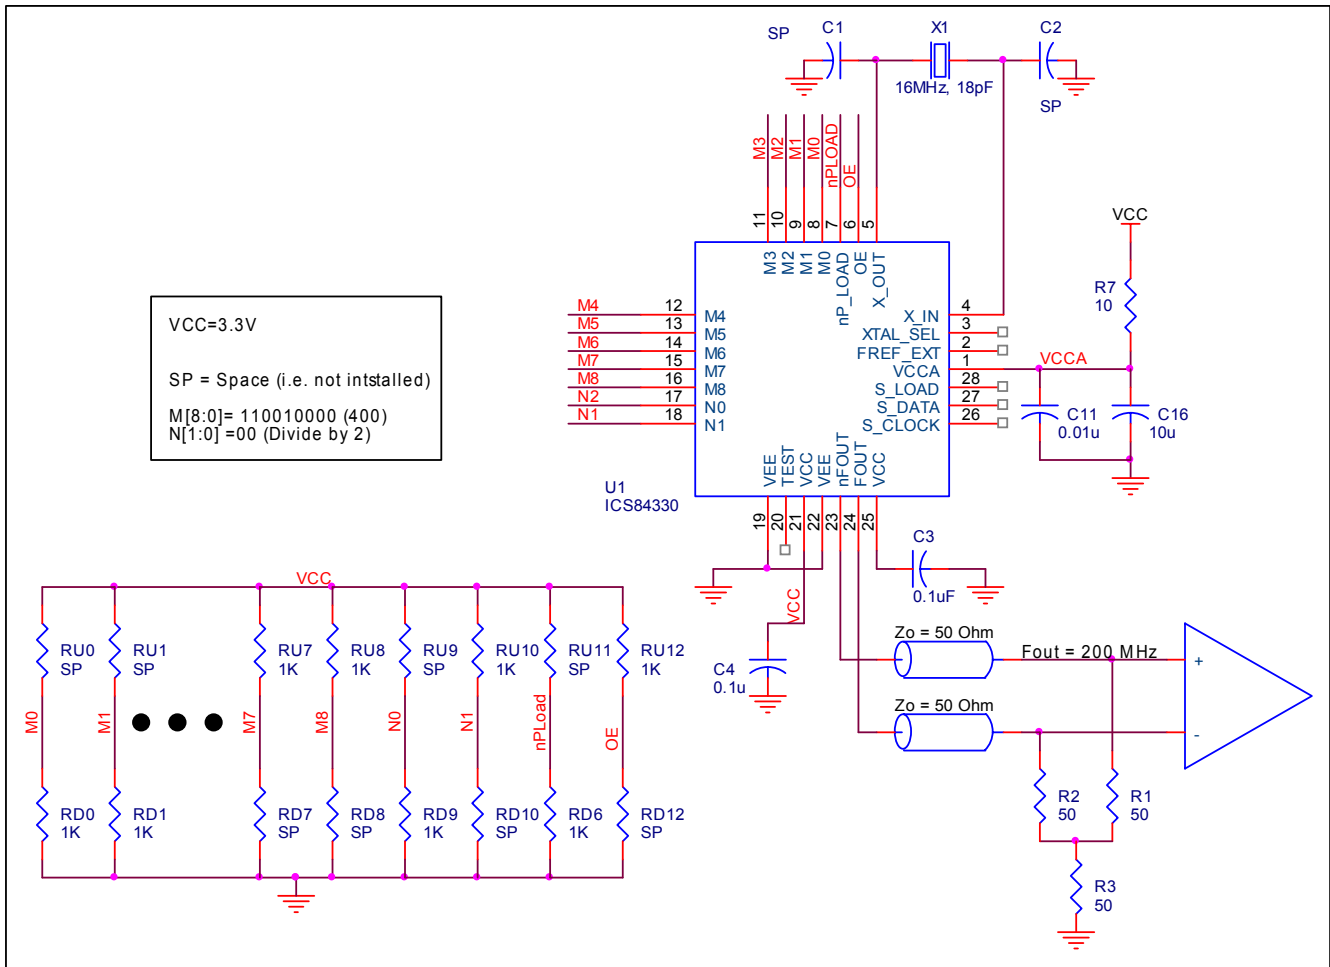 SP
C1
X1
C2
16MHz, 18pF
SP
M3
M2
M1
M0
nPLOAD
OE
11
10
9
8
7
6
5
VCC
M3
M2
M1
M0
nP_LOAD
OE
X_OUT
R7
10
VCC=3.3V
SP = Space (i.e. not intstalled)
M[8:0]= 110010000 (400)
N[1:0] =00 (Divide by 2)
M4 12 M4
M5 13 M5
M6 14 M6
M7 15 M7
M8 16 M8
N2 17 N0
N1 18 N1
X_IN 4
XTAL_SEL 3
FREF_EXT 2
VCCA 1 VCCA
S_LOAD 28
S_DATA 27
S_CLOCK 26
C11
0.01u
C16
10u
VEE
TEST
VCC
VEE
nFOUT
FOUT
VCC
U1
ICS84330
19
20
21
22
23
24
25
C3
0.1uF
VCC
C4
0.1u
VCC
RU0
SP
RU1
SP
RU7
1K
RU8
1K
RU9
SP
RU10
1K
RU11
SP
RU12
1K
M0
M1
M7
M8
N0
N1
nPLoad
OE
RD0
1K
RD1
1K
RD7
SP
RD8
SP
RD9
1K
RD10
SP
RD6
1K
RD12
SP
Zo = 50 Ohm
Fout = 200 MHz
+
Zo = 50 Ohm
-
R2
50
R1
50
R3
50